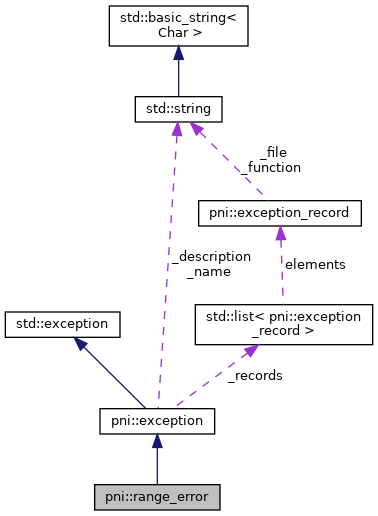 std::basic_string<
Char >
std::string
_file
_function
pni::exception_record
_description
_name
elements
std::exception
std::list< pni::exception
_record >
_records
pni::exception
pni::range_error